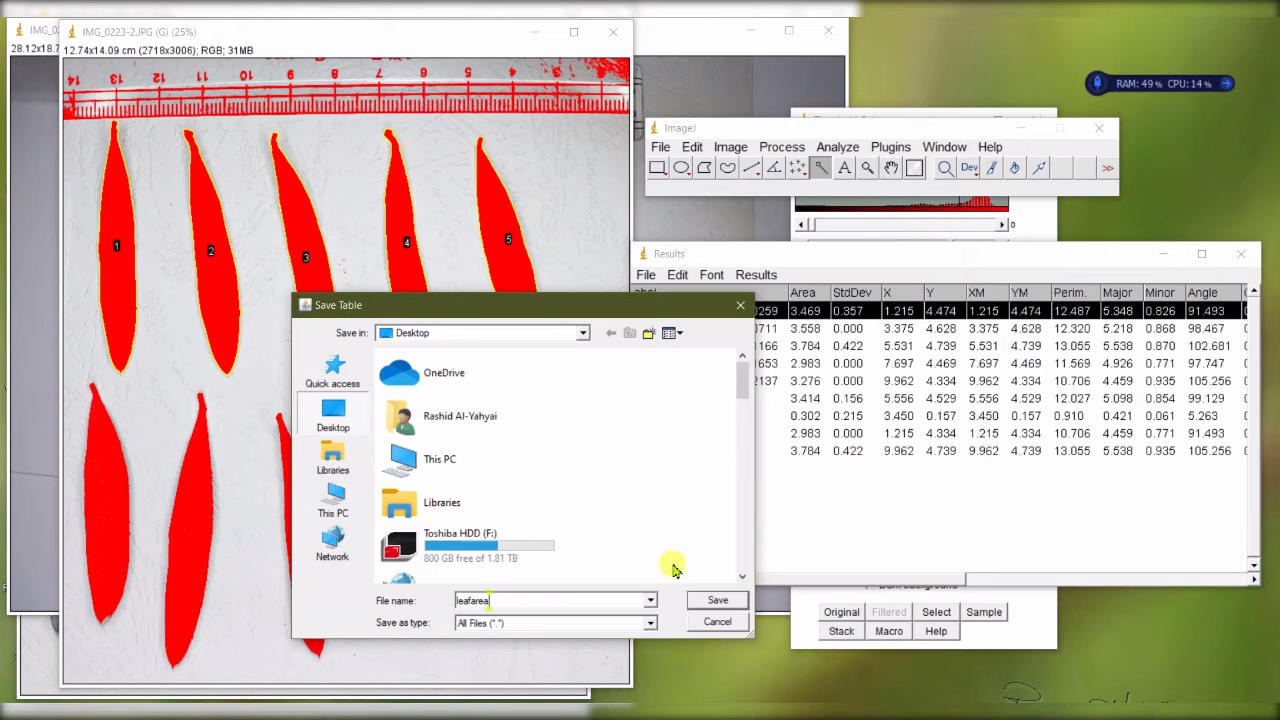 IMG_0
28.12x18.7
IMG_0223-2.JPG (G) (25%)
12.74x14.09 cm (2718x3006); RGB; 31MB
14 13 12 11 10 9 8 7 6 5 4 3
1
2
3
4
5
RAM: 49% CPU: 14%
ImageJ
File Edit Image Process Analyze Plugins Window Help
A Dev >>
0
Results
File Edit Font Results
abel Area StdDev X Y XM YM Perim. Major Minor Angle
0259 3.469 0.357 1.215 4.474 1.215 4.474 12.487 5.348 0.826 91.493
0711 3.558 0.000 3.375 4.628 3.375 4.628 12.320 5.218 0.868 98.467
1166 3.784 0.422 5.531 4.739 5.531 4.739 13.055 5.538 0.870 102.681
1653 2.983 0.000 7.697 4.469 7.697 4.469 11.569 4.926 0.771 97.747
2137 3.276 0.000 9.962 4.334 9.962 4.334 10.706 4.459 0.935 105.256
3.414 0.156 5.556 4.529 5.556 4.529 12.027 5.098 0.854 99.129
0.302 0.215 3.450 0.157 3.450 0.157 0.910 0.421 0.061 5.263
2.983 0.000 1.215 4.334 1.215 4.334 10.706 4.459 0.771 91.493
3.784 0.422 9.962 4.739 9.962 4.739 13.055 5.538 0.935 105.256
Save Table
Save in: Desktop
Quick access
Desktop
Libraries
This PC
Network
OneDrive
Rashid Al-Yahyai
This PC
Libraries
Toshiba HDD (F:)
800 GB free of 1.81 TB
File name: leafarea Save
Save as type: All Files (*.*) Cancel
Original Filtered Select Sample
Stack Macro Help